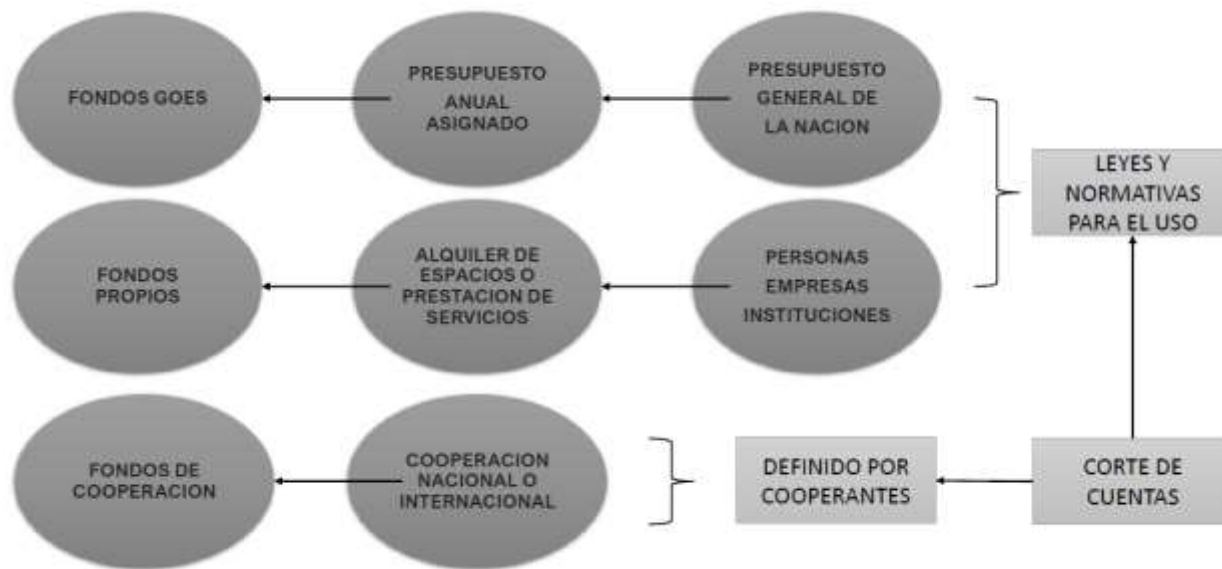 FONDOS GOES
PRESUPUESTO
ANUAL
ASIGNADO
PRESUPUESTO
GENERAL DE
LA NACION
LEYES Y
NORMATIVAS
PARA EL USO
FONDOS
PROPIOS
ALQUILER DE
ESPACIOS O
PRESTACION DE
SERVICIOS
PERSONAS
EMPRESAS
INSTITUCIONES
FONDOS DE
COOPERACION
COOPERACION
NACIONAL O
INTERNACIONAL
DEFINIDO POR
COOPERANTES
CORTE DE
CUENTAS